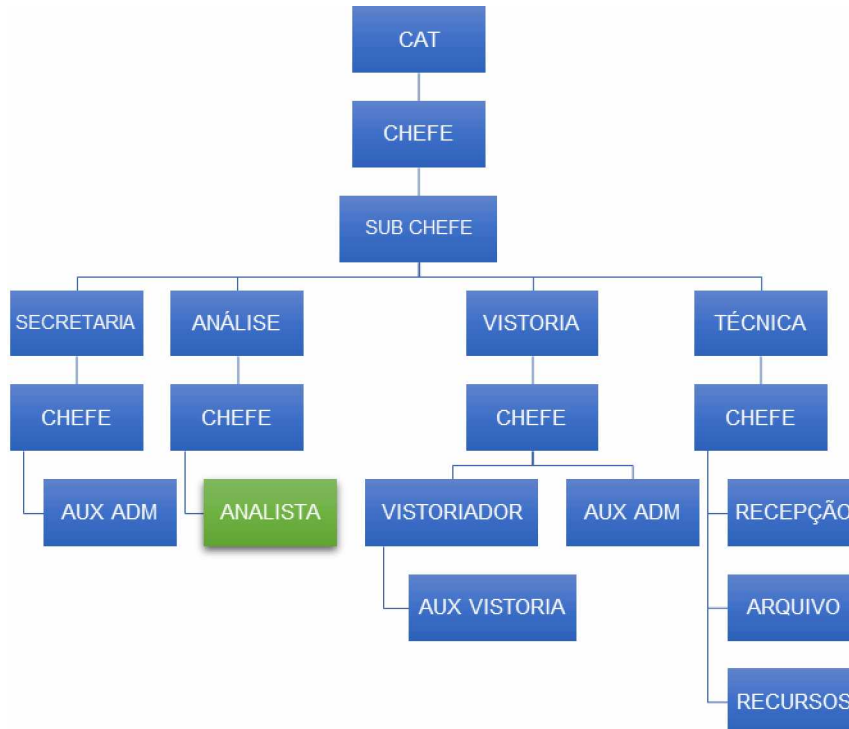 CAT
CHEFE
SUB CHEFE
SECRETARIA
ANÁLISE
VISTORIA
TÉCNICA
CHEFE
CHEFE
CHEFE
CHEFE
AUX ADM
ANALISTA
VISTORIADOR
AUX ADM
RECEPÇÃO
AUX VISTORIA
ARQUIVO
RECURSOS